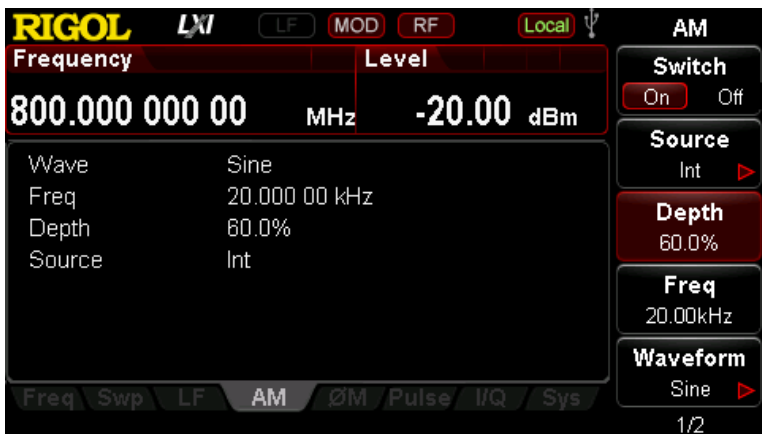 RIGOL LXI LF MOD RF Local AM
Frequency Level
800.000 000 00 MHz -20.00 dBm
Wave Sine
Freq 20.000 00 kHz
Depth 60.0%
Source Int
Freq Swp LF AM ØM Pulse I/Q Sys
Switch
On Off
Source
Int
Depth
60.0%
Freq
20.00kHz
Waveform
Sine
1/2